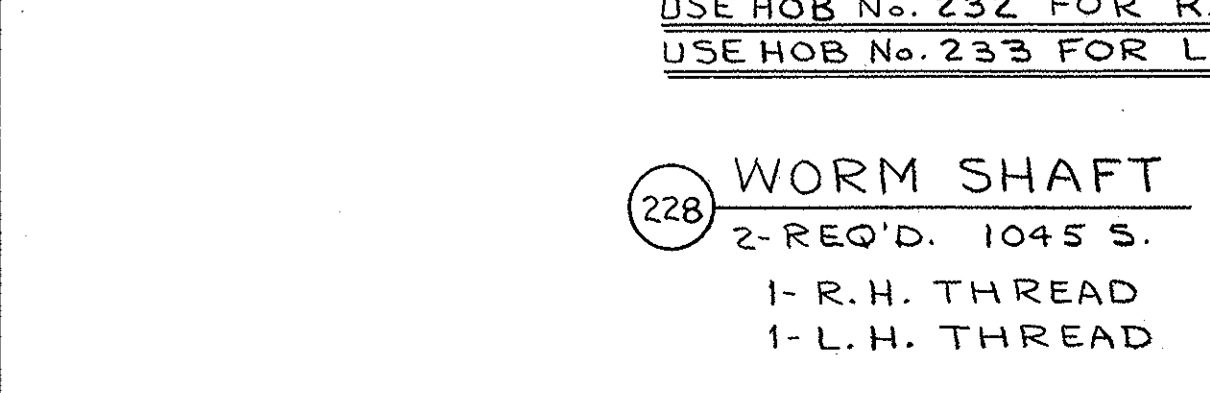 USE HOB No. 232 FOR R.
USE HOB No. 233 FOR L
228 WORM SHAFT
2-REQ'D. 1045 S.
1- R.H. THREAD
1- L.H. THREAD